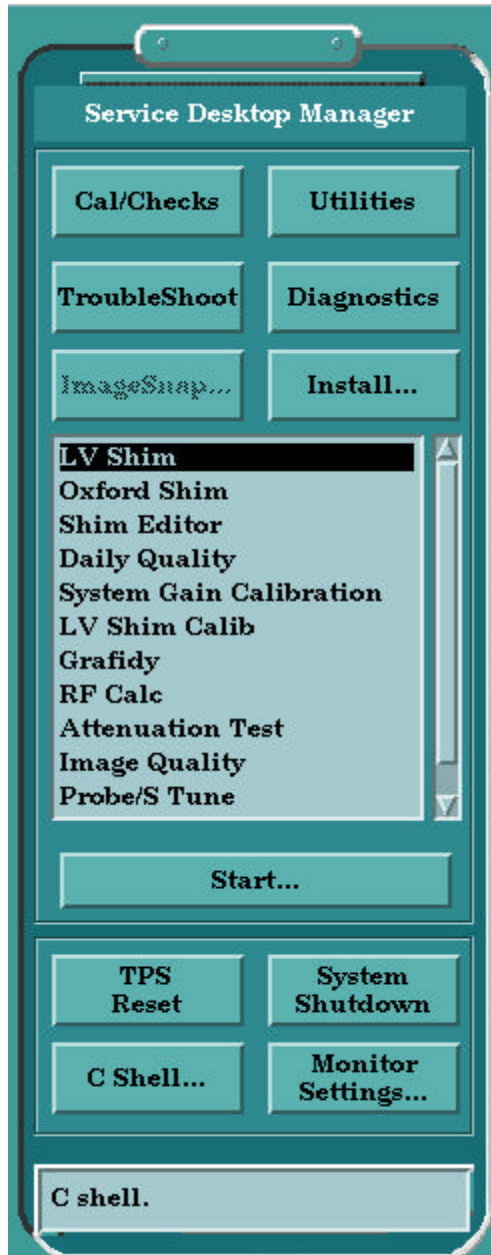 Service Desktop Manager
Cal/Checks
Utilities
TroubleShoot
Diagnostics
ImageSnap...
Install...
LV Shim
Oxford Shim
Shim Editor
Daily Quality
System Gain Calibration
LV Shim Calib
Grafidy
RF Calc
Attenuation Test
Image Quality
Probe/S Tune
Start...
TPS
Reset
System
Shutdown
C Shell...
Monitor
Settings...
C shell.